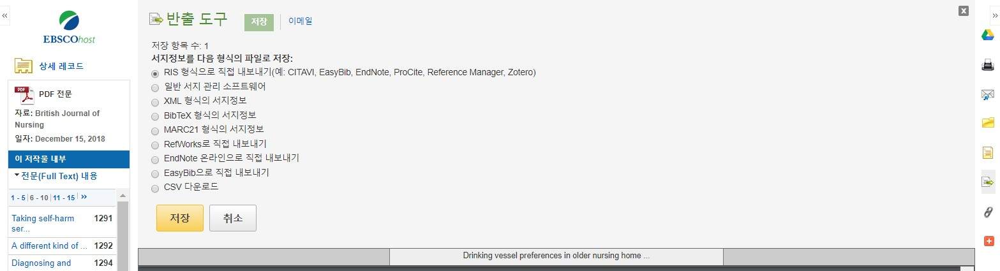 EBSCOhost
상세 레코드
PDF 전문
자료: British Journal of
Nursing
일자: December 15, 2018
이 저작물 내부
전문(Full Text) 내용
1 - 5 | 6 - 10 | 11 - 15 | »
Taking self-harm ser... 1291
A different kind of ... 1292
Diagnosing and 1294
반출 도구
저장 | 이메일
저장 항목 수: 1
서지정보를 다음 형식의 파일로 저장:
RIS 형식으로 직접 내보내기(예: CITAVI, EasyBib, EndNote, ProCite, Reference Manager, Zotero)
일반 서지 관리 소프트웨어
XML 형식의 서지정보
BibTeX 형식의 서지정보
MARC21 형식의 서지정보
RefWorks로 직접 내보내기
EndNote 온라인으로 직접 내보내기
EasyBib으로 직접 내보내기
CSV 다운로드
저장 취소
Drinking vessel preferences in older nursing home ...